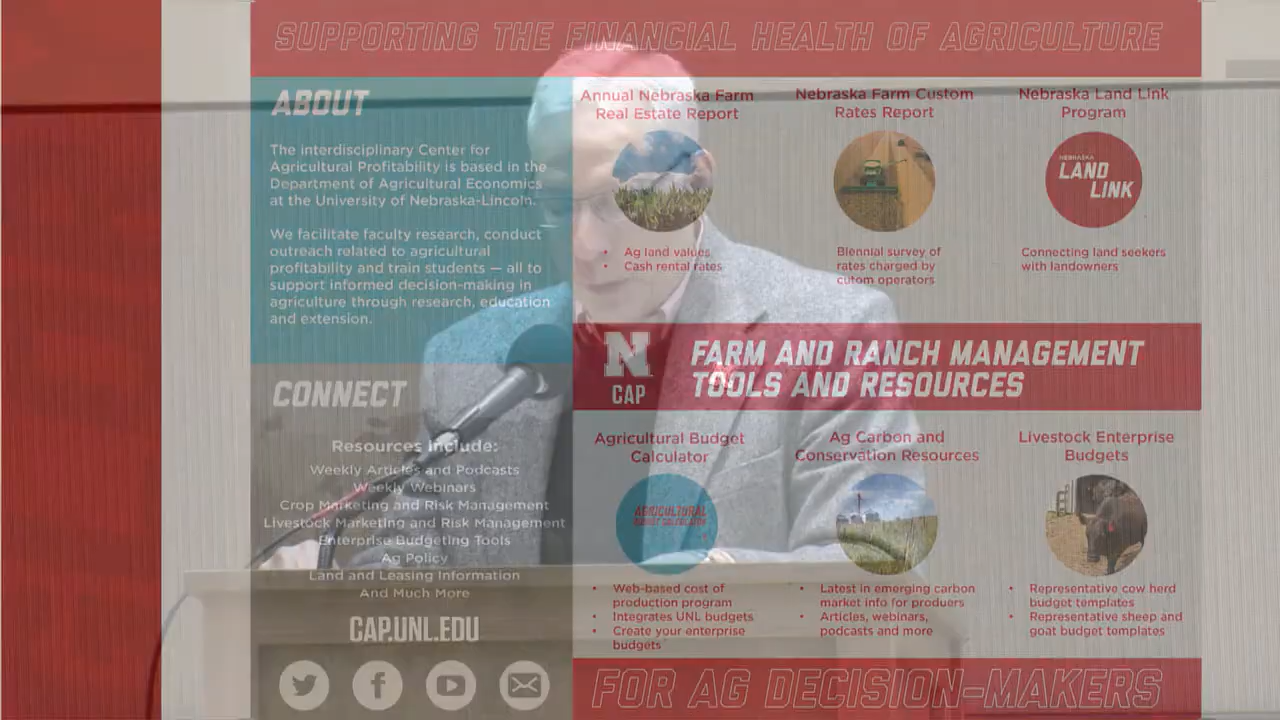 SUPPORTING THE FINANCIAL HEALTH OF AGRICULTURE
ABOUT
The interdisciplinary Center for
Agricultural Profitability is based in the
Department of Agricultural Economics
at the University of Nebraska-Lincoln.
We facilitate faculty research, conduct
outreach related to agricultural
profitability and train students — all to
support informed decision-making in
agriculture through research, education
and extension.
CONNECT
Resources Include:
Weekly Articles and Podcasts
Weekly Webinars
Crop Marketing and Risk Management
Livestock Marketing and Risk Management
Enterprise Budgeting Tools
Ag Policy
Land and Leasing Information
And Much More
CAP.UNL.EDU
Annual Nebraska Farm
Real Estate Report
• Ag land values
• Cash rental rates
Nebraska Farm Custom
Rates Report
Biennial survey of
rates charged by
cutom operators
Nebraska Land Link
Program
NEBRASKA
LAND
LINK
Connecting land seekers
with landowners
N
CAP
FARM AND RANCH MANAGEMENT
TOOLS AND RESOURCES
Agricultural Budget
Calculator
AGRICULTURAL
BUDGET CALCULATOR
• Web-based cost of
production program
• Integrates UNL budgets
• Create your enterprise
budgets
Ag Carbon and
Conservation Resources
• Latest in emerging carbon
market info for produers
• Articles, webinars,
podcasts and more
Livestock Enterprise
Budgets
• Representative cow herd
budget templates
• Representative sheep and
goat budget templates
FOR AG DECISION-MAKERS